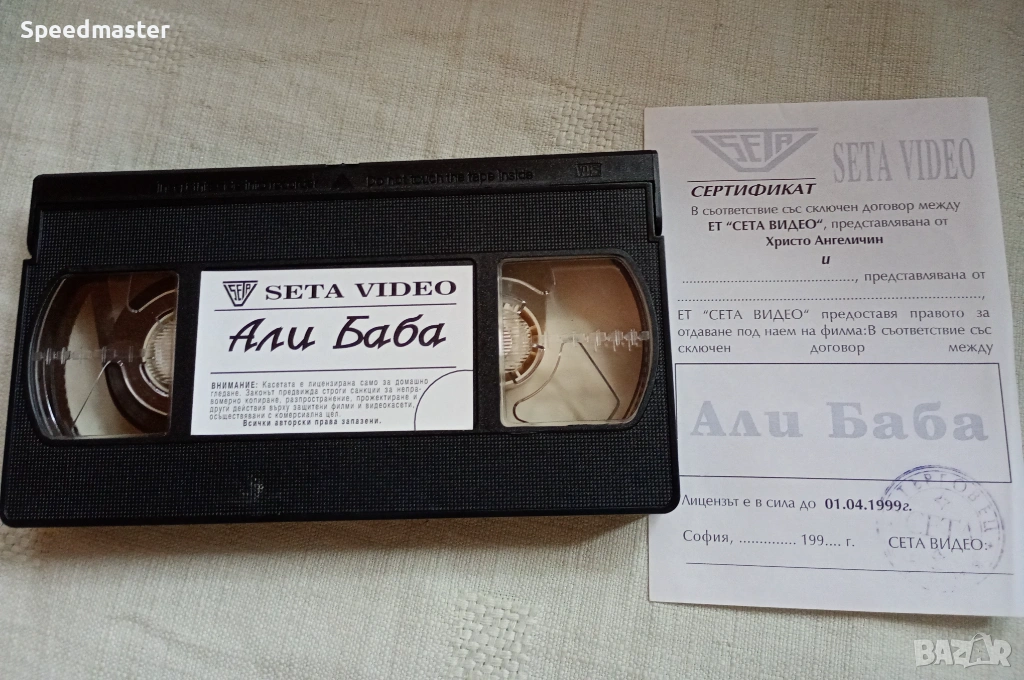 Speedmaster
Do not touch the tape inside
VHS
SETA
SETA VIDEO
Али Баба
ВНИМАНИЕ: Касетата е лицензирана само за домашно
гледане. Законът предвижда строги санкции за непра-
вомерно копиране, разпространение, прожектиране и
други действия върху защитени филми и видеокасети,
осъществявани с комерсиална цел.
Всички авторски права запазени.
SETA
SETA VIDEO
СЕРТИФИКАТ
В съответствие със сключен договор между
ЕТ "СЕТА ВИДЕО", представлявана от
Христо Ангеличин
и
............................................., представлявана от
..............................................................................,
ЕТ "СЕТА ВИДЕО" предоставя правото за
отдаване под наем на филма:В съответствие със
сключен договор между
Али Баба
Лицензът е в сила до 01.04.1999г.
София, .............. 199.... г. СЕТА ВИДЕО:
BAZAR